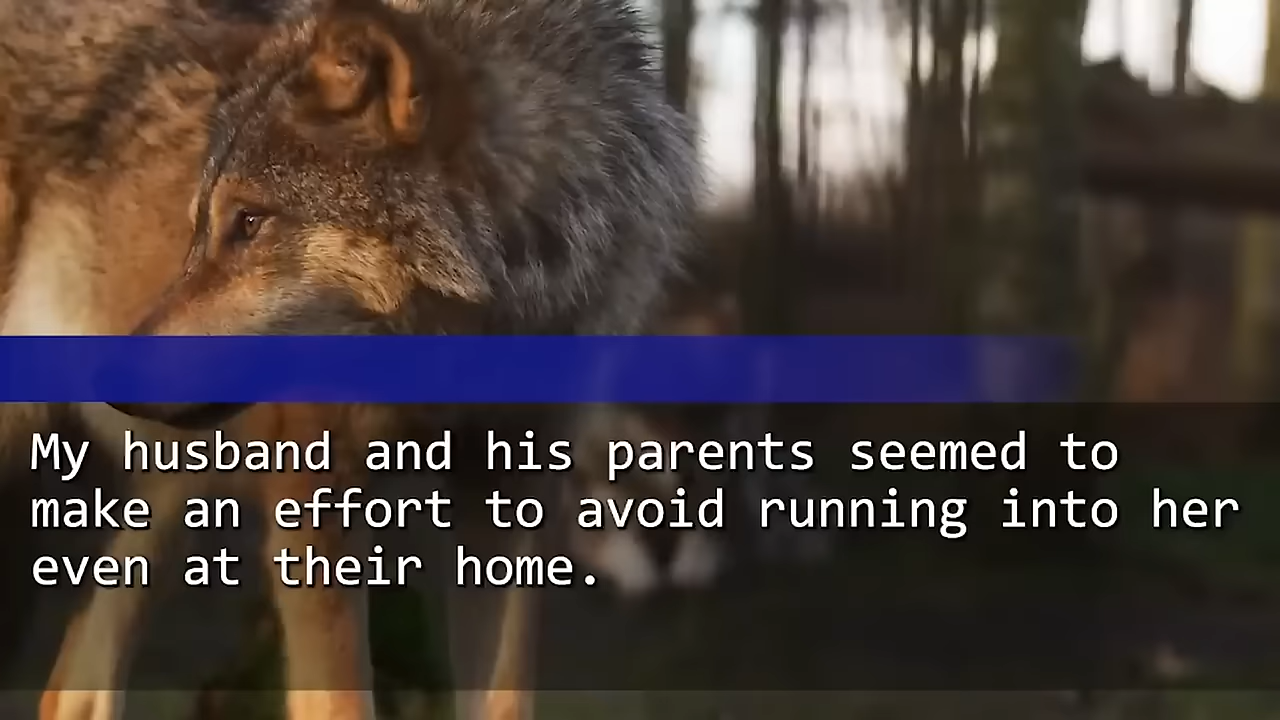 My husband and his parents seemed to
make an effort to avoid running into her
even at their home.